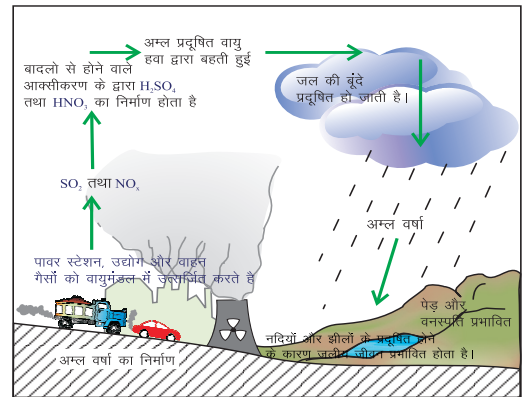 अम्ल प्रदूषित वायु
हवा द्वारा बहती हुई
बादलो से होने वाले
आक्सीकरण के द्वारा H₂SO₄
तथा HNO₃ का निर्माण होता है
जल की बूंदे
प्रदूषित हो जाती है।
SO₂ तथा NOₓ
अम्ल वर्षा
पावर स्टेशन, उद्योग और वाहन
गैसों को वायुमंडल में उत्सर्जित करते है
पेड़ और
वनस्पति प्रभावित
नदियों और झीलों के प्रदूषित होने
के कारण जलीय जीवन प्रभावित होता है।
अम्ल वर्षा का निर्माण